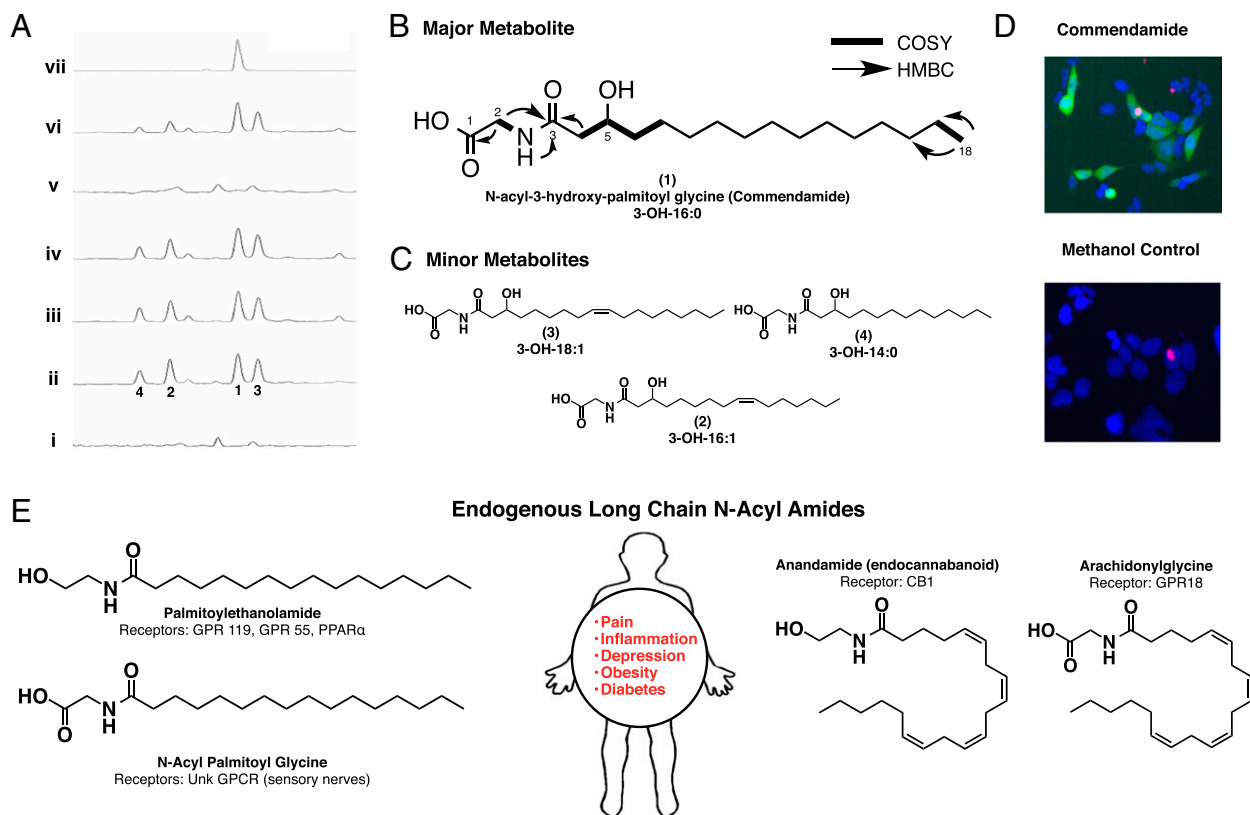 A
vii
vi
v
iv
iii
ii
4 2 1 3
i
B Major Metabolite
COSY
HMBC
O OH
HO 1 2
O N 3 5
H 18
(1)
N-acyl-3-hydroxy-palmitoyl glycine (Commendamide)
3-OH-16:0
C Minor Metabolites
O OH
HO N
O H
(3)
3-OH-18:1
O OH
HO N
O H
(4)
3-OH-14:0
O OH
HO N
O H
(2)
3-OH-16:1
D
Commendamide
Methanol Control
E Endogenous Long Chain N-Acyl Amides
O
HO N
H
Palmitoylethanolamide
Receptors: GPR 119, GPR 55, PPARα
O
HO N
O H
N-Acyl Palmitoyl Glycine
Receptors: Unk GPCR (sensory nerves)
•Pain
•Inflammation
•Depression
•Obesity
•Diabetes
Anandamide (endocannabanoid)
Receptor: CB1
O
HO N
H
Arachidonylglycine
Receptor: GPR18
O
HO N
O H